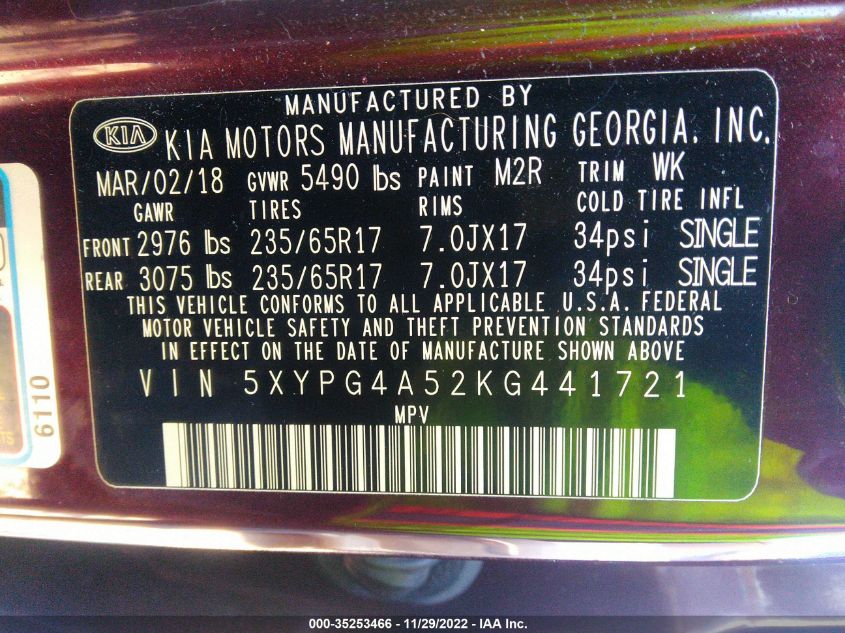 MANUFACTURED BY
KIA KIA MOTORS MANUFACTURING GEORGIA, INC.
MAR/02/18 GVWR 5490 lbs PAINT M2R TRIM WK
GAWR TIRES RIMS COLD TIRE INFL
FRONT 2976 lbs 235/65R17 7.0JX17 34psi SINGLE
REAR 3075 lbs 235/65R17 7.0JX17 34psi SINGLE
THIS VEHICLE CONFORMS TO ALL APPLICABLE U.S.A. FEDERAL
MOTOR VEHICLE SAFETY AND THEFT PREVENTION STANDARDS
IN EFFECT ON THE DATE OF MANUFACTURE SHOWN ABOVE
VIN 5XYPG4A52KG441721
MPV
6110
000-35253466 - 11/29/2022 - IAA Inc.